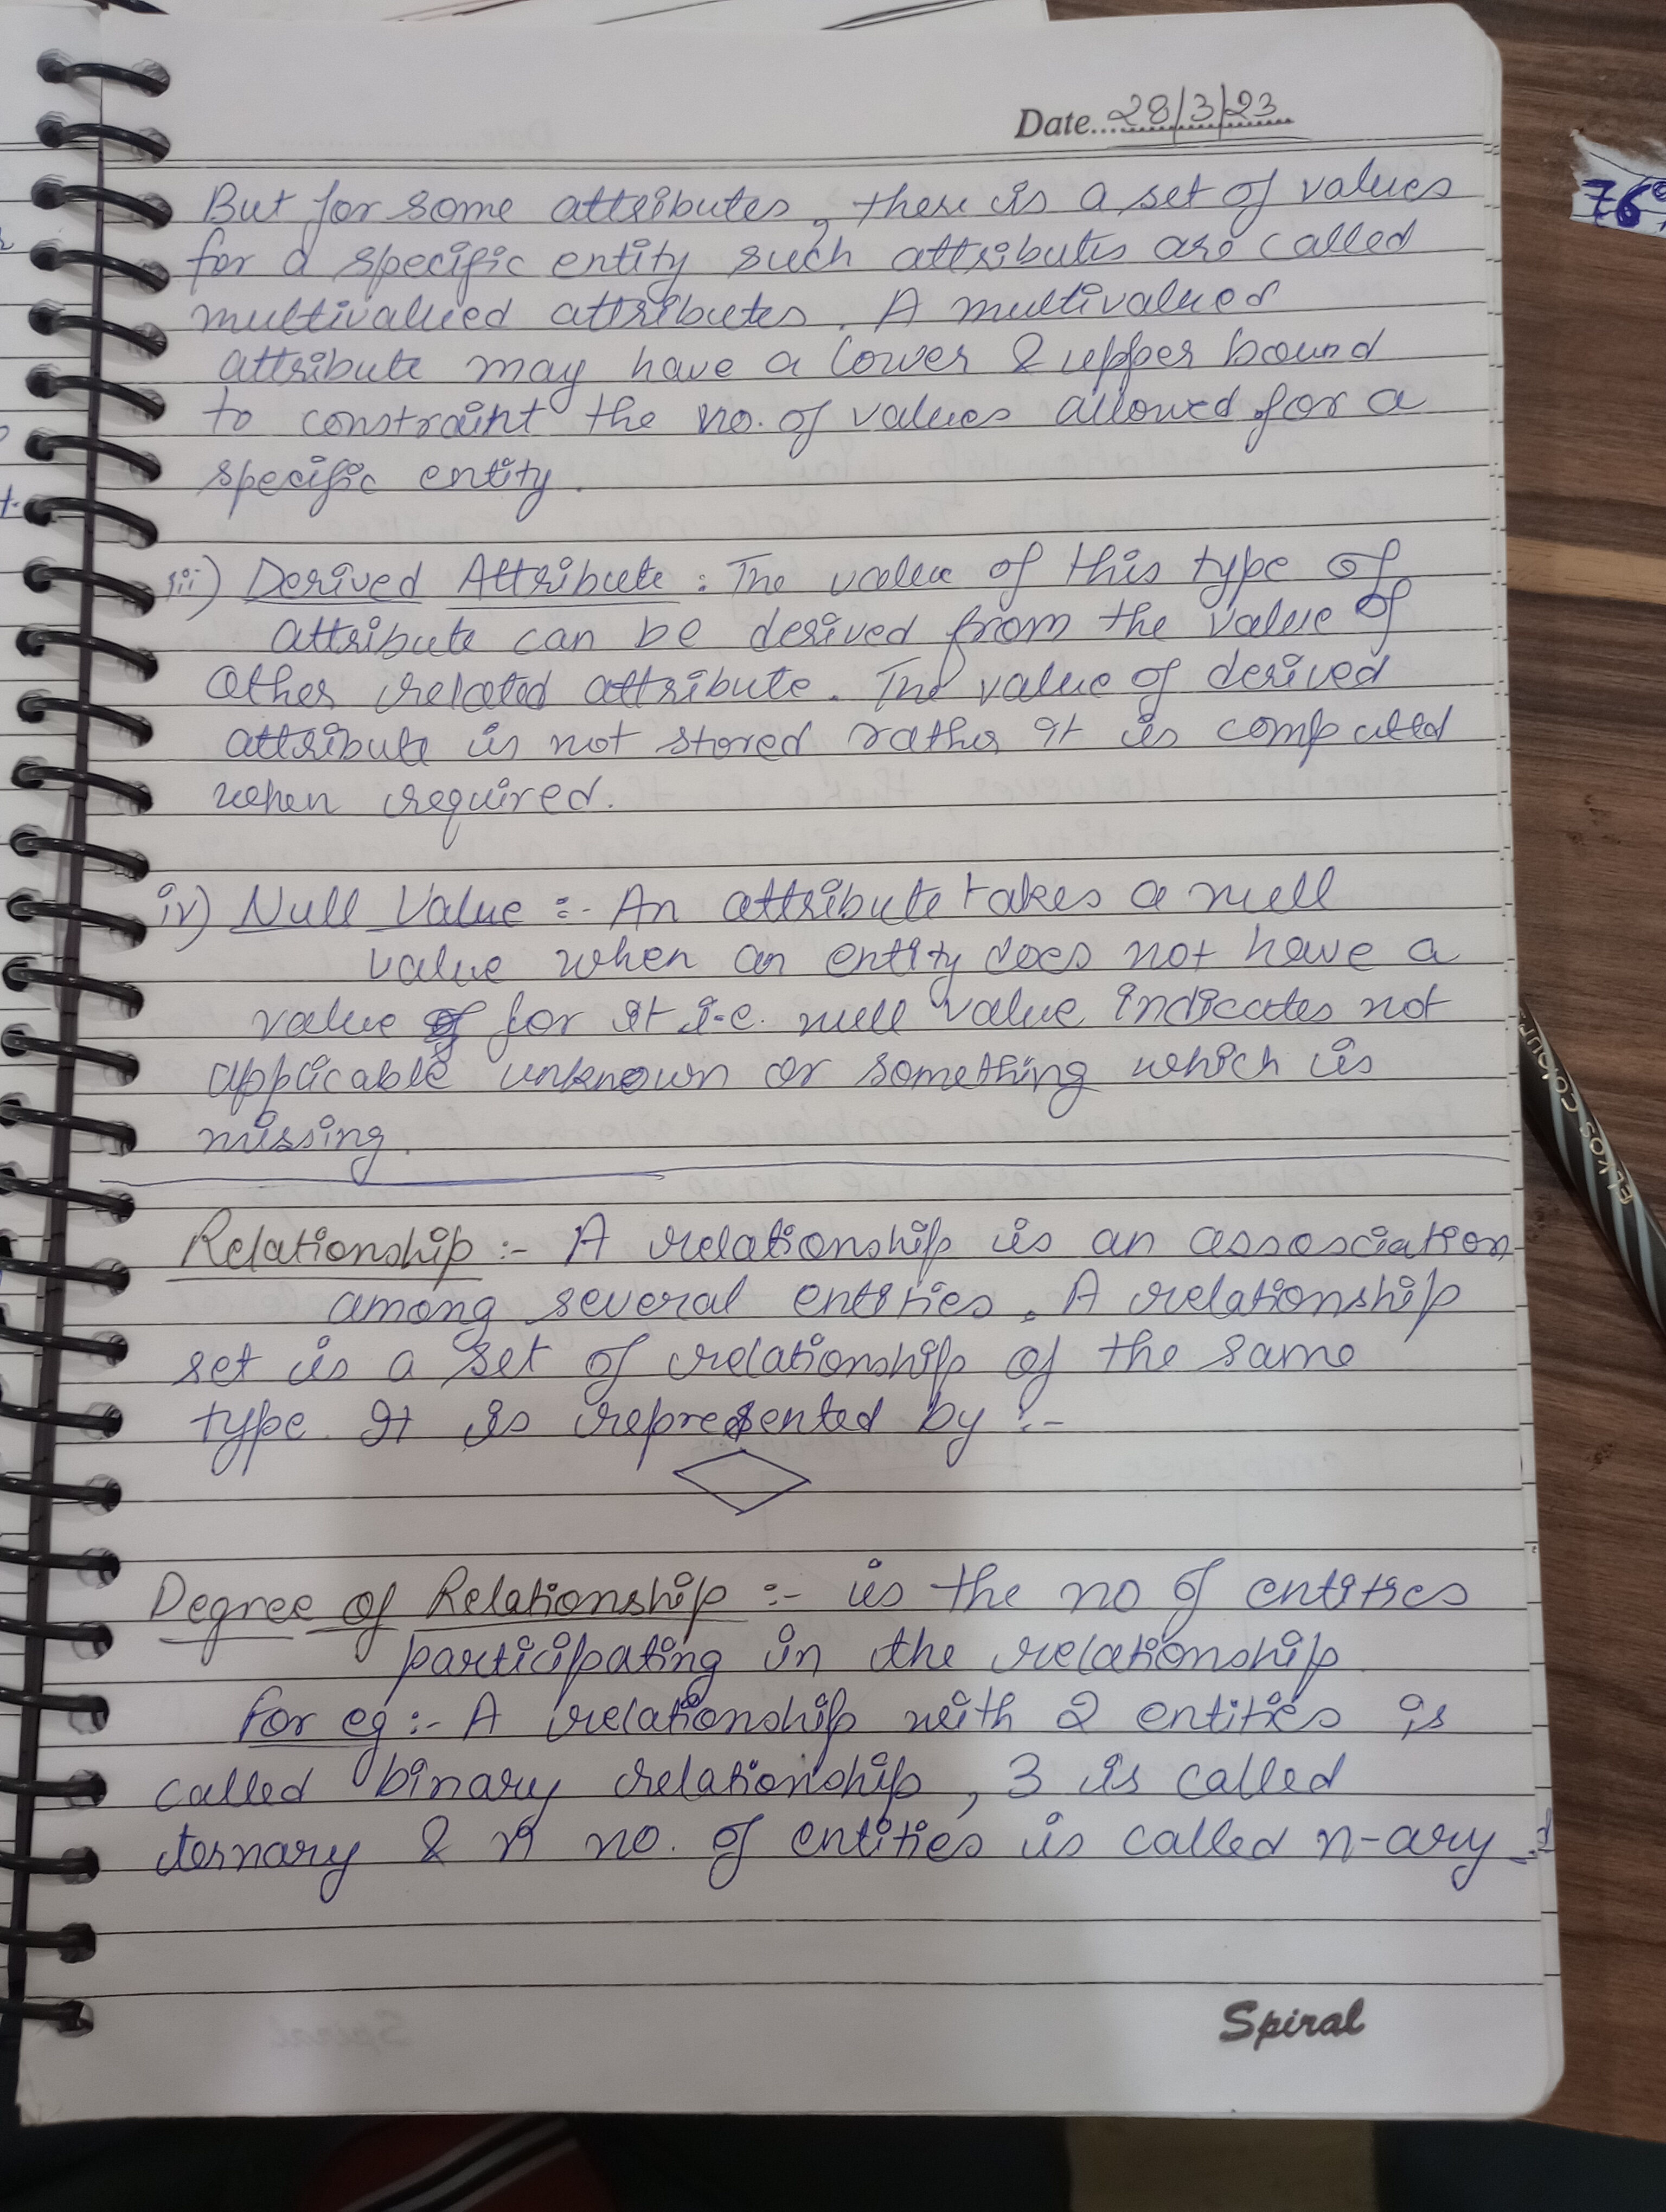 Date...28/3/23
But for some attributes, there is a set of values
for a specific entity such attributes are called
multivalued attributes. A multivalued
attribute may have a lower & upper bound
to constraint the no. of values allowed for a
specific entity.
iii) Derived Attribute : The value of this type of
attribute can be derived from the value of
other related attribute. The value of derived
attribute is not stored rather it is computed
when required.
iv) Null Value :- An attribute takes a null
value when an entity does not have a
value for it i.e. null value indicates not
applicable unknown or something which is
missing.
Relationship :- A relationship is an assosciation
among several entities. A relationship
set is a set of relationship of the same
type. It is represented by :-
Degree of Relationship :- is the no of entities
participating in the relationship
For eg :- A relationship with 2 entities is
called binary relationship, 3 is called
ternary & n no. of entities is called n-ary
Spiral
76
ELKOS COLOUR